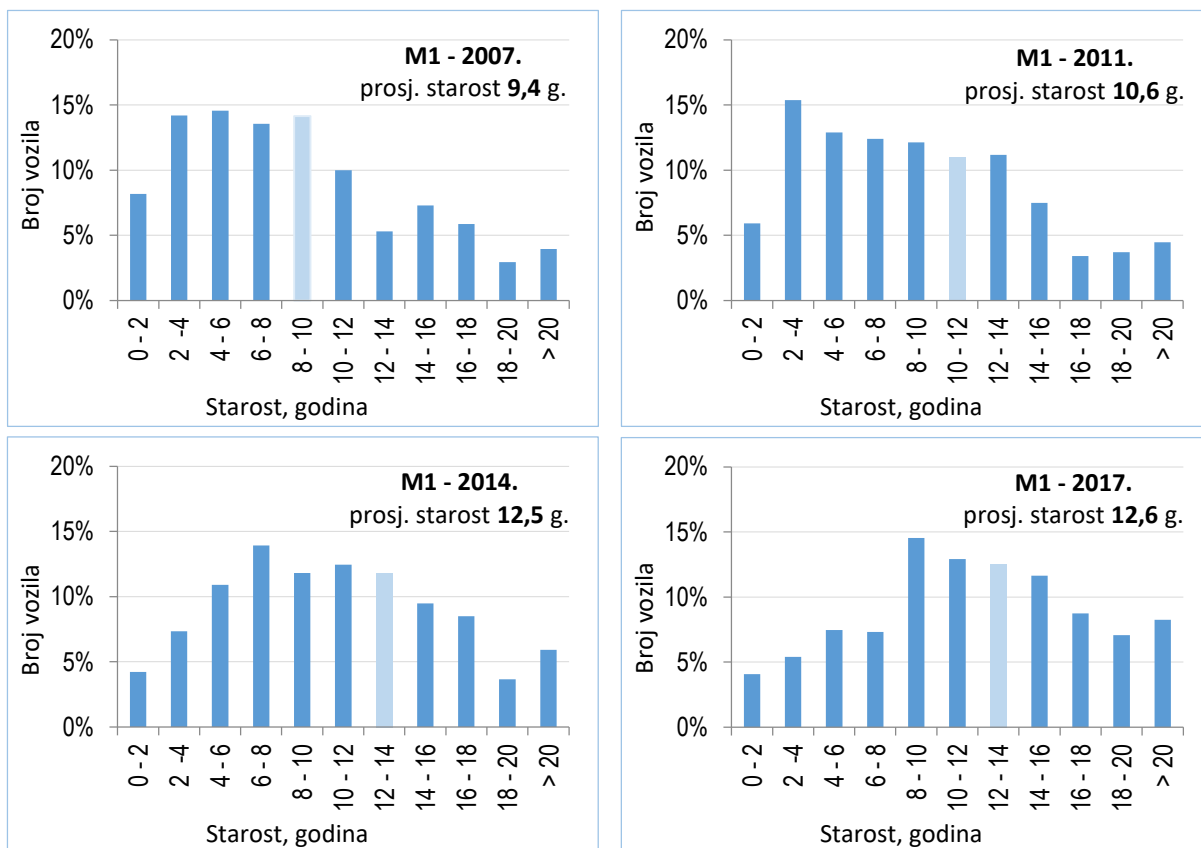 M1 - 2007.
prosj. starost 9,4 g.
Broj vozila
20%
15%
10%
5%
0%
0 - 2
2 -4
4 - 6
6 - 8
8 - 10
10 - 12
12 - 14
14 - 16
16 - 18
18 - 20
> 20
Starost, godina
M1 - 2011.
prosj. starost 10,6 g.
Broj vozila
20%
15%
10%
5%
0%
0 - 2
2 -4
4 - 6
6 - 8
8 - 10
10 - 12
12 - 14
14 - 16
16 - 18
18 - 20
> 20
Starost, godina
M1 - 2014.
prosj. starost 12,5 g.
Broj vozila
20%
15%
10%
5%
0%
0 - 2
2 -4
4 - 6
6 - 8
8 - 10
10 - 12
12 - 14
14 - 16
16 - 18
18 - 20
> 20
Starost, godina
M1 - 2017.
prosj. starost 12,6 g.
Broj vozila
20%
15%
10%
5%
0%
0 - 2
2 -4
4 - 6
6 - 8
8 - 10
10 - 12
12 - 14
14 - 16
16 - 18
18 - 20
> 20
Starost, godina